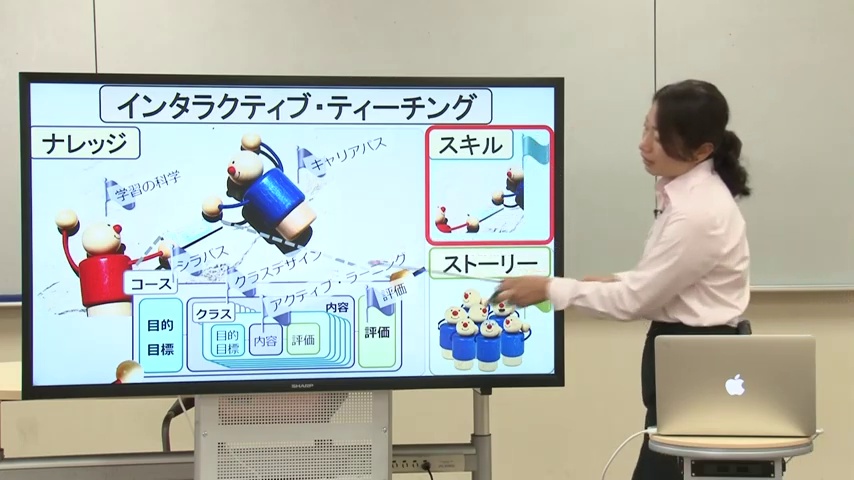 インタラクティブ・ティーチング
ナレッジ
学習の科学
キャリアパス
シラバス
クラスデザイン
アクティブ・ラーニング
評価
コース
目的
目標
クラス
目的
目標
内容
評価
内容
評価
スキル
ストーリー
SHARP